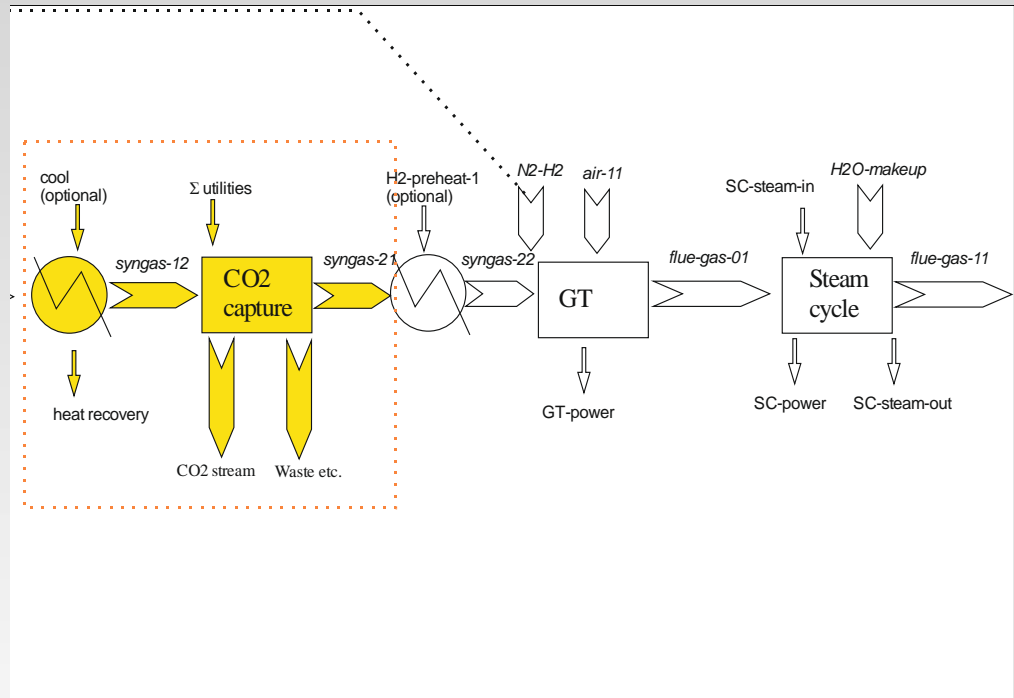 cool
(optional)
Σ utilities
H2-preheat-1
(optional)
N2-H2
air-11
SC-steam-in
H2O-makeup
syngas-12
CO2
capture
syngas-21
syngas-22
GT
flue-gas-01
Steam
cycle
flue-gas-11
heat recovery
CO2 stream
Waste etc.
GT-power
SC-power
SC-steam-out